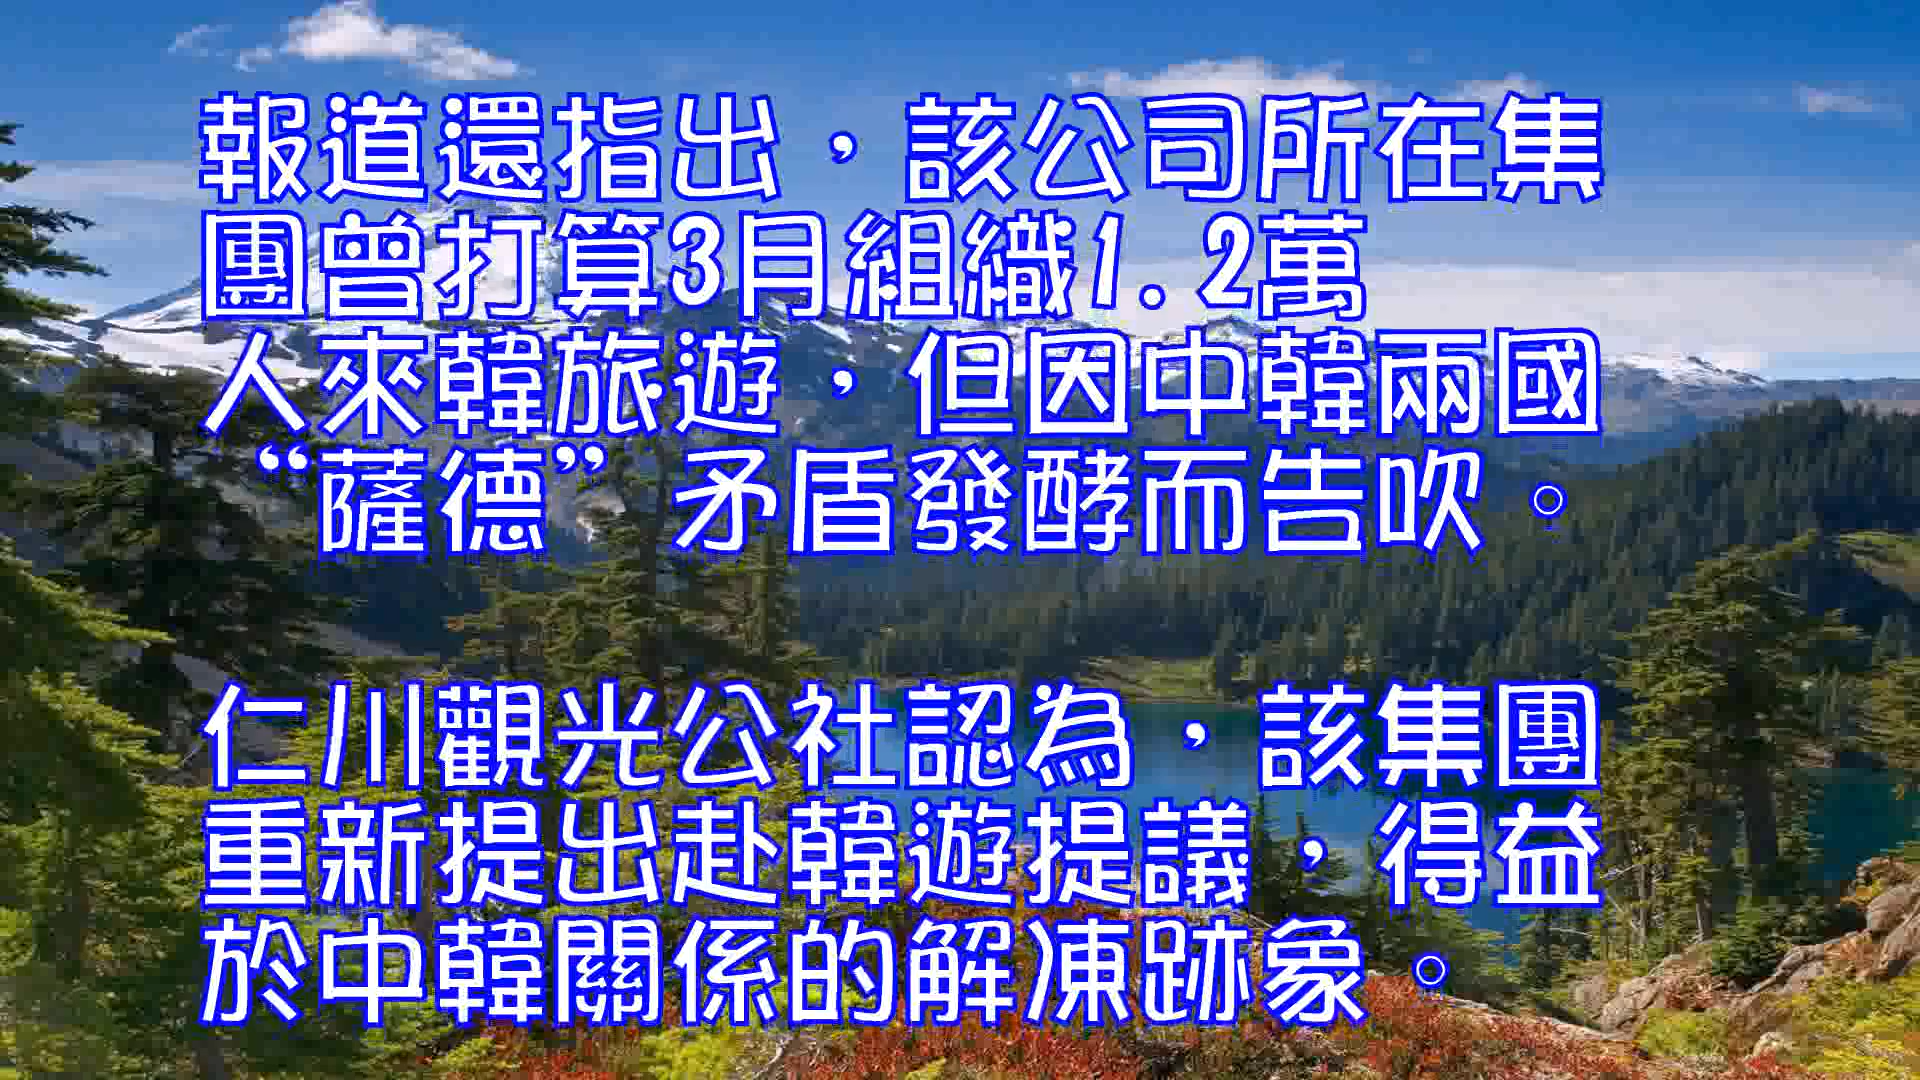 報道還指出，該公司所在集
團曾打算3月組織1.2萬
人來韓旅遊，但因中韓兩國
“薩德”矛盾發酵而告吹。
仁川觀光公社認為，該集團
重新提出赴韓遊提議，得益
於中韓關係的解凍跡象。